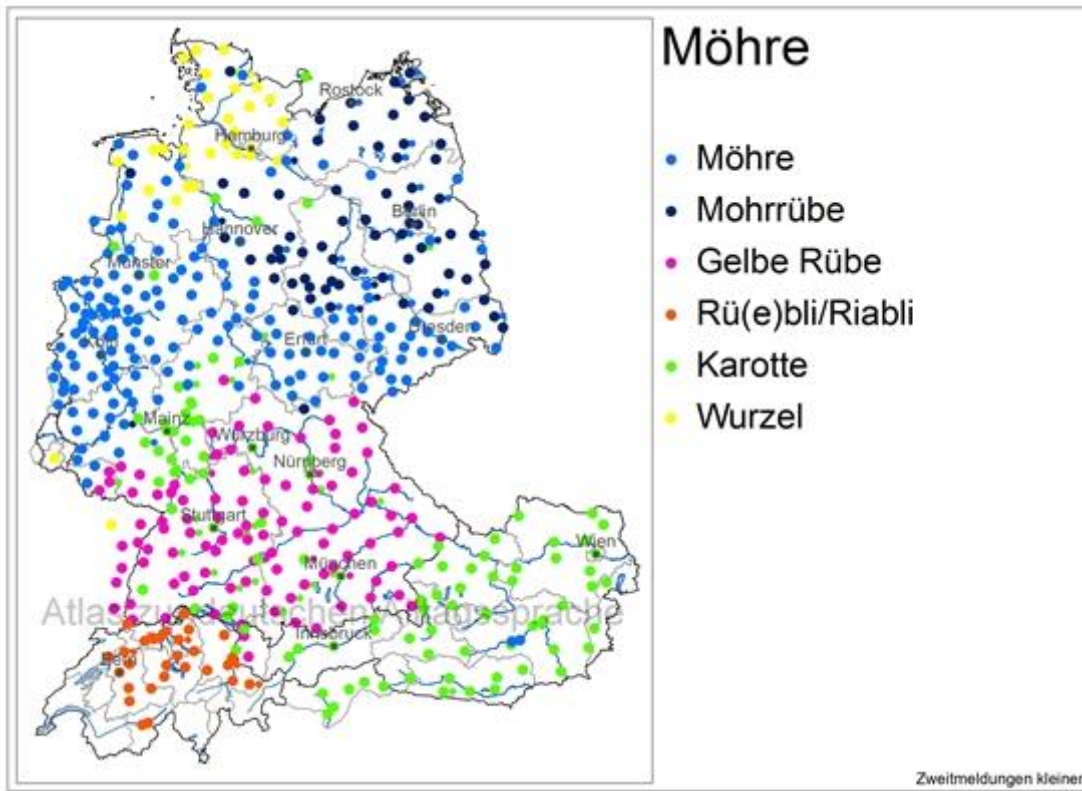 Möhre
Möhre
Mohrrübe
Gelbe Rübe
Rü(e)bli/Riabli
Karotte
Wurzel
Rostock
Hamburg
Berlin
Hannover
Münster
Dresden
Köln
Erfurt
Mainz
Würzburg
Nürnberg
Stuttgart
Wien
München
Atlas zur deutschen Alltagssprache
Innsbruck
Bern
Zweitmeldungen kleiner